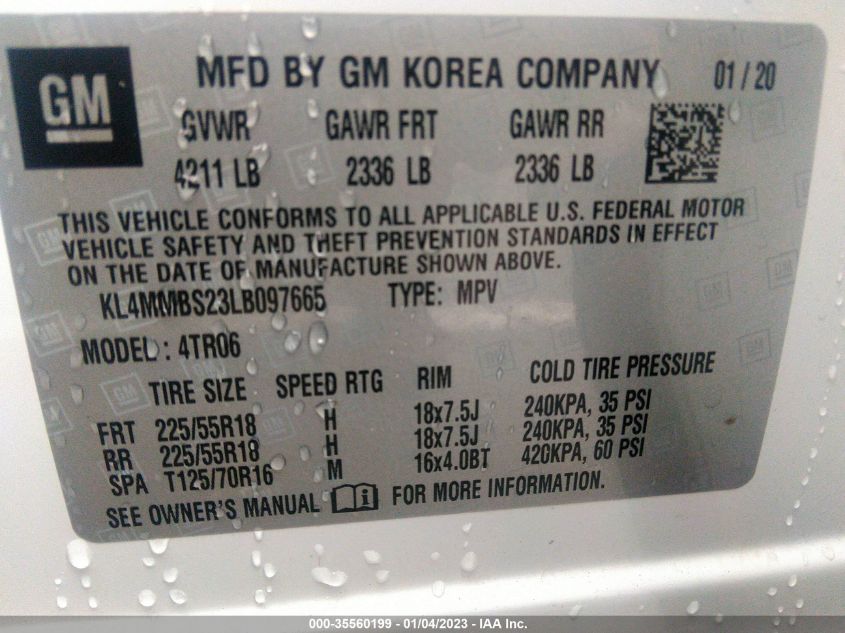 GM
MFD BY GM KOREA COMPANY 01 / 20
GVWR GAWR FRT GAWR RR
4211 LB 2336 LB 2336 LB
THIS VEHICLE CONFORMS TO ALL APPLICABLE U.S. FEDERAL MOTOR
VEHICLE SAFETY AND THEFT PREVENTION STANDARDS IN EFFECT
ON THE DATE OF MANUFACTURE SHOWN ABOVE.
KL4MMBS23LB097665 TYPE: MPV
MODEL: 4TR06
TIRE SIZE SPEED RTG RIM COLD TIRE PRESSURE
FRT 225/55R18 H 18x7.5J 240KPA, 35 PSI
RR 225/55R18 H 18x7.5J 240KPA, 35 PSI
SPA T125/70R16 M 16x4.0BT 420KPA, 60 PSI
SEE OWNER'S MANUAL FOR MORE INFORMATION.
000-35560199 - 01/04/2023 - IAA Inc.